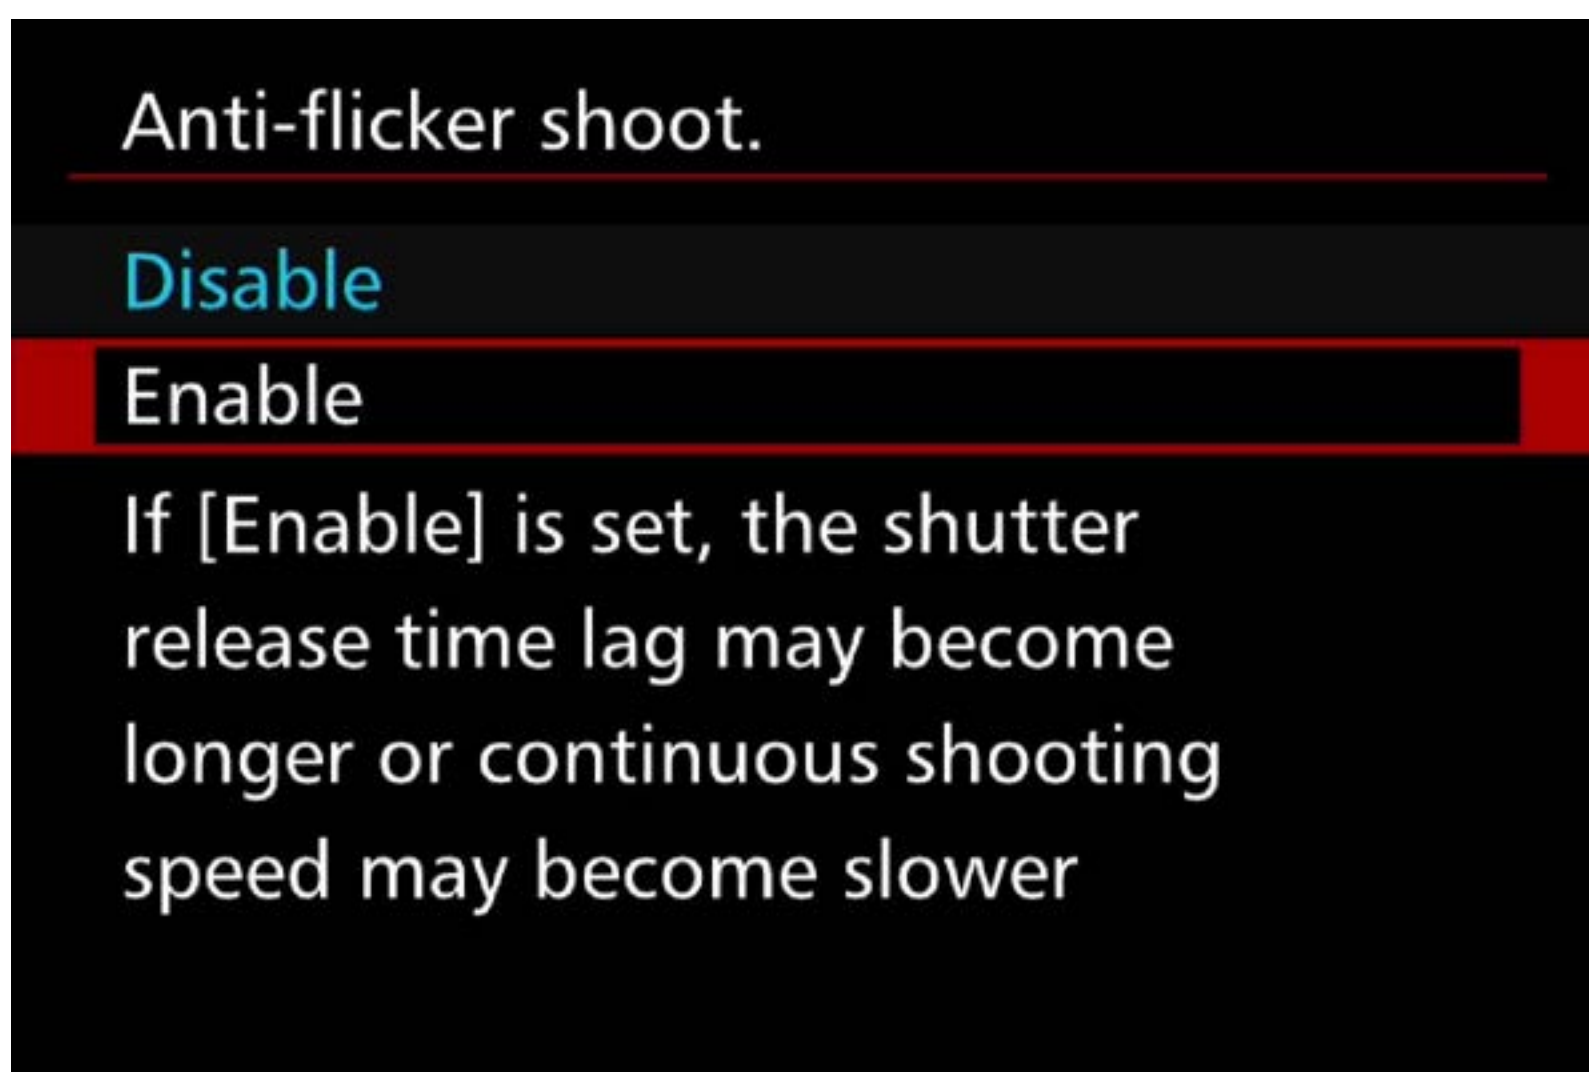 Anti-flicker shoot.
Disable
Enable
If [Enable] is set, the shutter
release time lag may become
longer or continuous shooting
speed may become slower